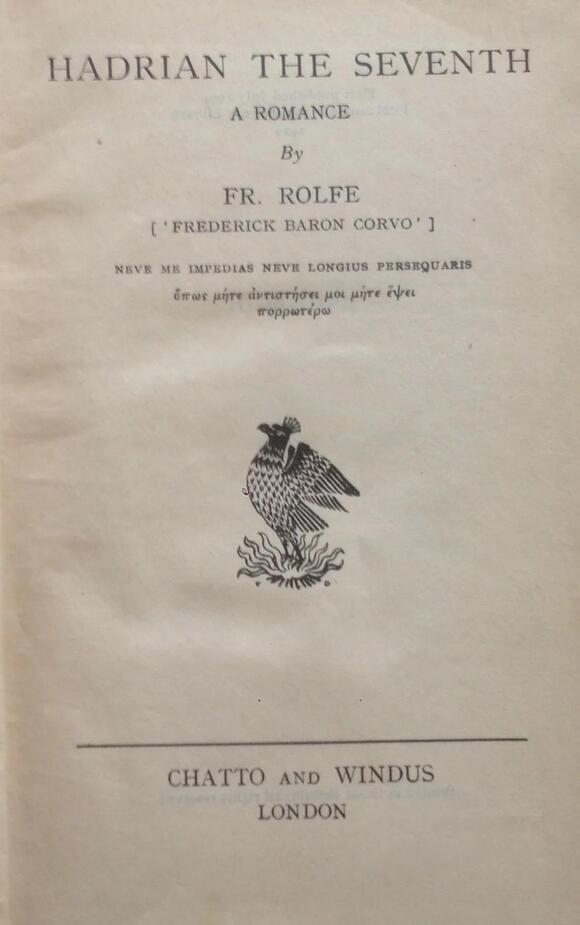 HADRIAN THE SEVENTH
A ROMANCE
By
FR. ROLFE
['FREDERICK BARON CORVO']
NEVE ME IMPEDIAS NEVE LONGIUS PERSEQUARIS
ὅπως μήτε ἀντιστήσει μοι μήτε ἕψει
πορρωτέρω
CHATTO AND WINDUS
LONDON